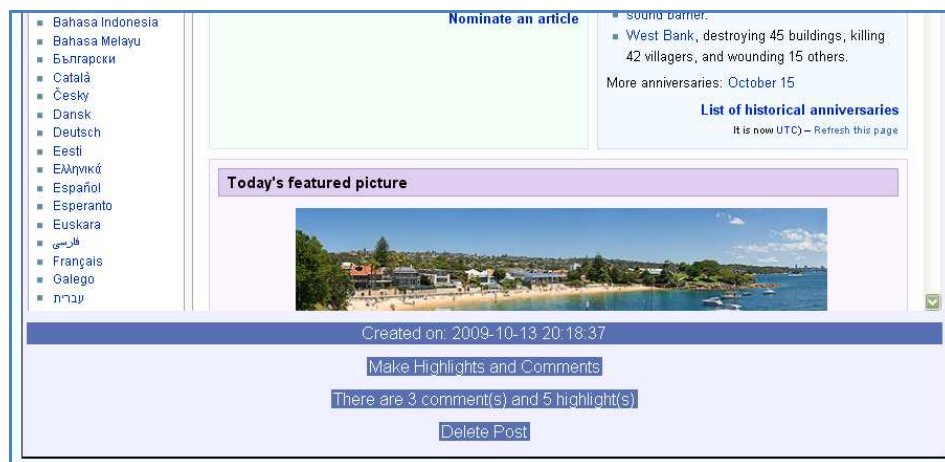 Bahasa Indonesia
Bahasa Melayu
Български
Català
Česky
Dansk
Deutsch
Eesti
Ελληνικά
Español
Esperanto
Euskara
فارسی
Français
Galego
עברית
Nominate an article
sound barrier.
West Bank, destroying 45 buildings, killing
42 villagers, and wounding 15 others.
More anniversaries: October 15
List of historical anniversaries
It is now UTC) – Refresh this page
Today's featured picture
Created on: 2009-10-13 20:18:37
Make Highlights and Comments
There are 3 comment(s) and 5 highlight(s)
Delete Post